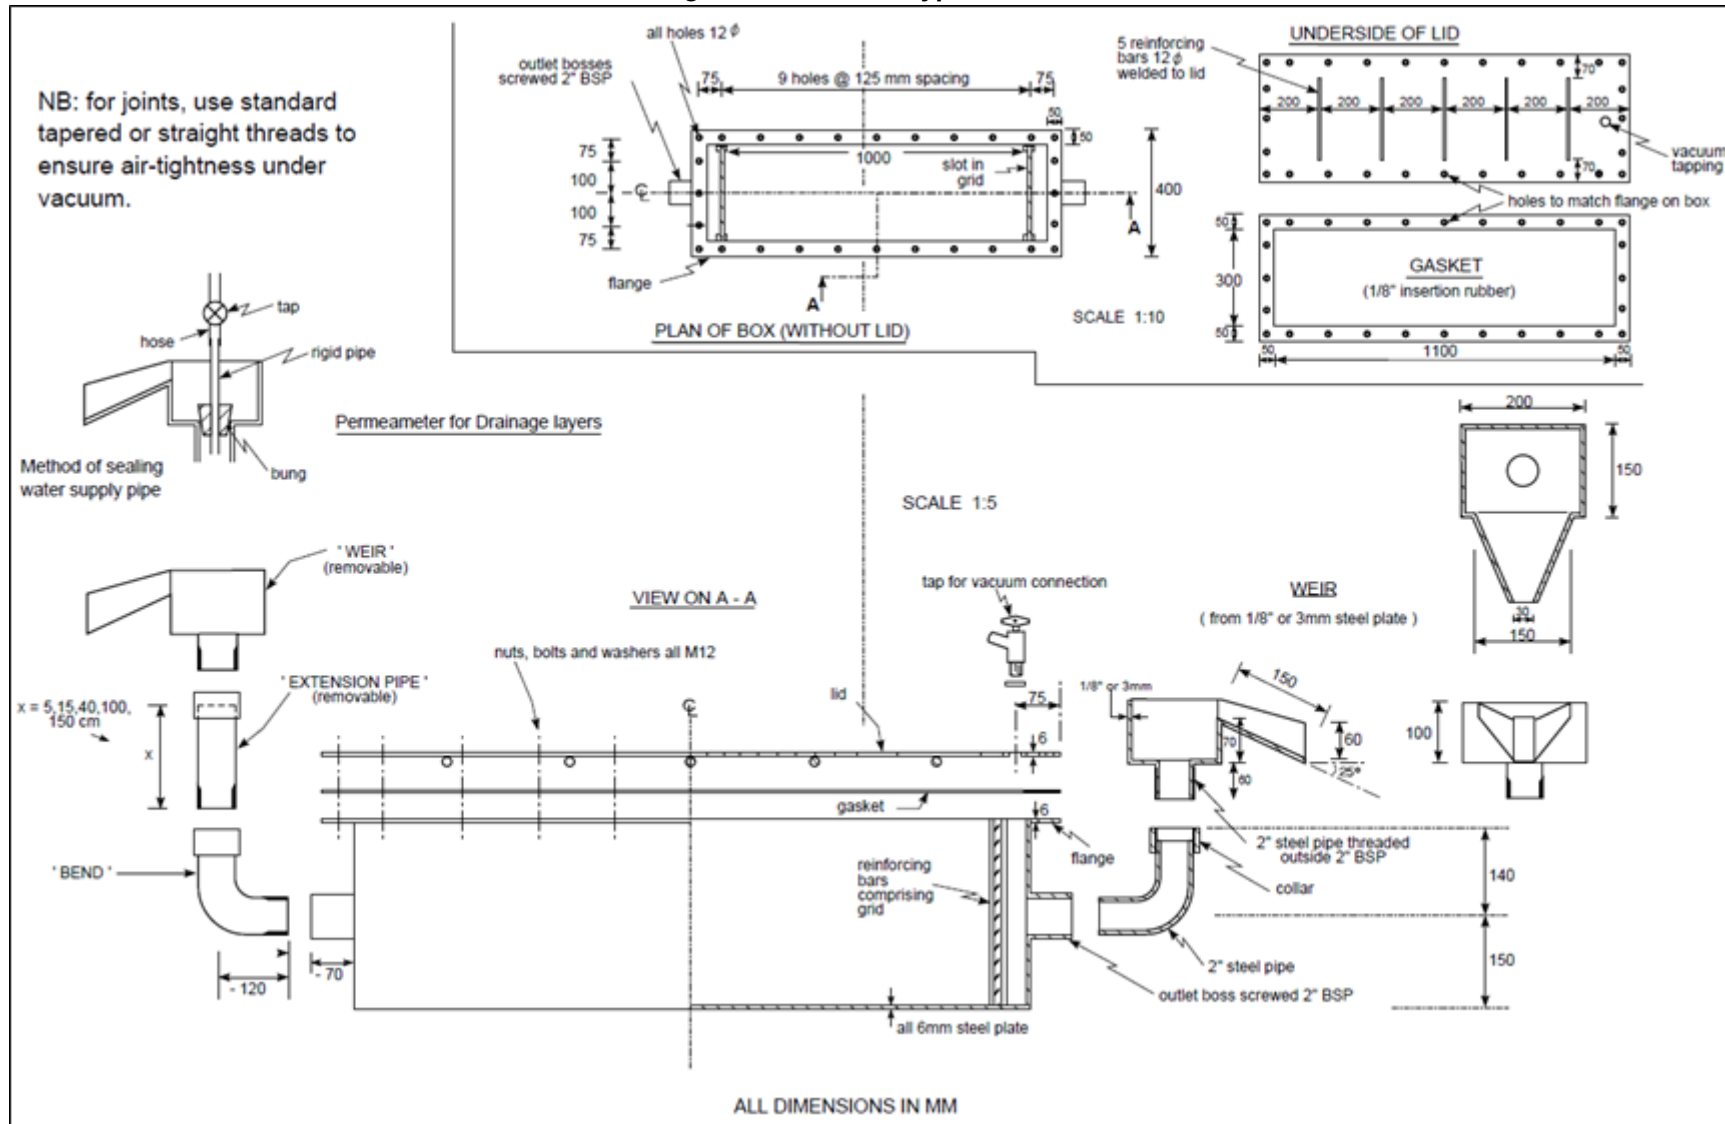 NB: for joints, use standard
tapered or straight threads to
ensure air-tightness under
vacuum.
all holes 12 ϕ
outlet bosses
screwed 2" BSP
75
9 holes @ 125 mm spacing
75
50
50
75
100
100
75
1000
slot in
grid
400
℄
A
A
flange
PLAN OF BOX (WITHOUT LID)
SCALE 1:10
UNDERSIDE OF LID
5 reinforcing
bars 12 ϕ
welded to lid
70
200
200
200
200
200
200
70
vacuum
tapping
holes to match flange on box
50
300
50
GASKET
(1/8" insertion rubber)
50
1100
50
tap
hose
rigid pipe
bung
Method of sealing
water supply pipe
Permeameter for Drainage layers
SCALE 1:5
' WEIR '
(removable)
' EXTENSION PIPE '
(removable)
x = 5,15,40,100,
150 cm
x
' BEND '
- 120
- 70
VIEW ON A - A
nuts, bolts and washers all M12
℄
lid
tap for vacuum connection
75
6
gasket
6
flange
reinforcing
bars
comprising
grid
all 6mm steel plate
WEIR
( from 1/8" or 3mm steel plate )
1/8" or 3mm
150
70
60
60
25°
2" steel pipe threaded
outside 2" BSP
collar
140
150
2" steel pipe
outlet boss screwed 2" BSP
200
150
30
150
100
ALL DIMENSIONS IN MM